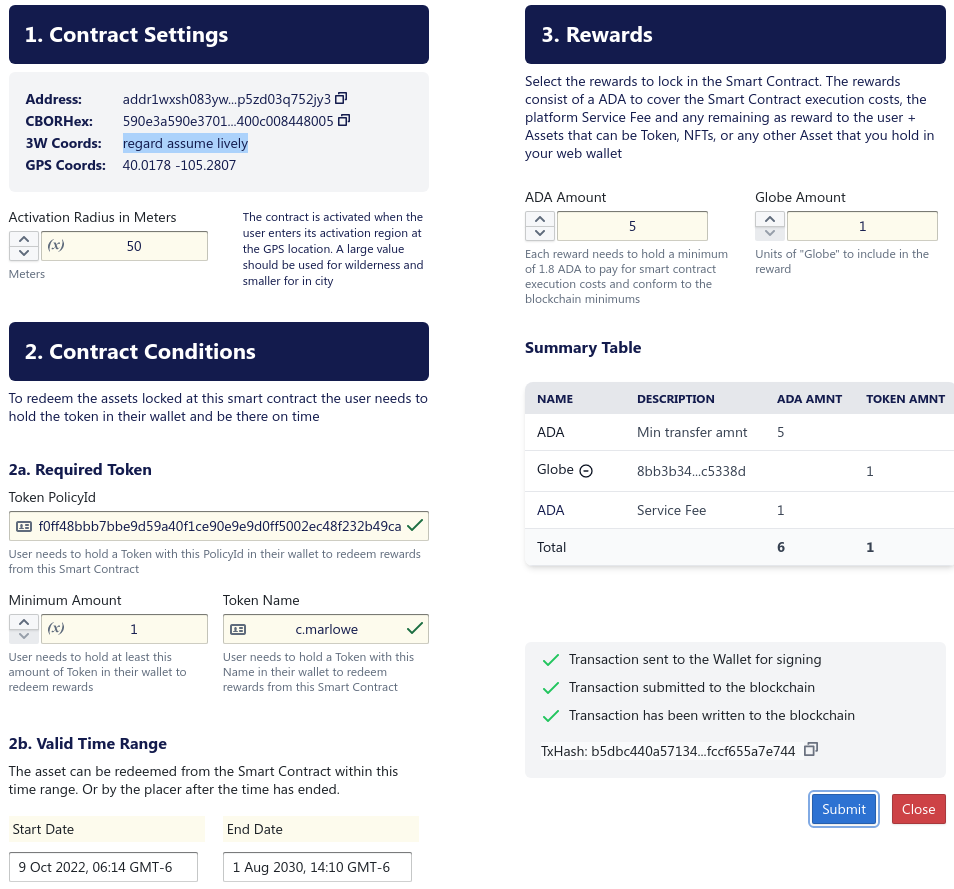 1. Contract Settings
Address: addr1wxsh083yw...p5zd03q752jy3
CBORHex: 590e3a590e3701...400c008448005
3W Coords: regard assume lively
GPS Coords: 40.0178 -105.2807
Activation Radius in Meters
(x) 50
Meters
The contract is activated when the
user enters its activation region at
the GPS location. A large value
should be used for wilderness and
smaller for in city
2. Contract Conditions
To redeem the assets locked at this smart contract the user needs to
hold the token in their wallet and be there on time
2a. Required Token
Token PolicyId
f0ff48bbb7bbe9d59a40f1ce90e9e9d0ff5002ec48f232b49ca
User needs to hold a Token with this PolicyId in their wallet to redeem rewards
from this Smart Contract
Minimum Amount
(x) 1
User needs to hold at least this
amount of Token in their wallet to
redeem rewards
Token Name
c.marlowe
User needs to hold a Token with this
Name in their wallet to redeem
rewards from this Smart Contract
2b. Valid Time Range
The asset can be redeemed from the Smart Contract within this
time range. Or by the placer after the time has ended.
Start Date
9 Oct 2022, 06:14 GMT-6
End Date
1 Aug 2030, 14:10 GMT-6
3. Rewards
Select the rewards to lock in the Smart Contract. The rewards
consist of a ADA to cover the Smart Contract execution costs, the
platform Service Fee and any remaining as reward to the user +
Assets that can be Token, NFTs, or any other Asset that you hold in
your web wallet
ADA Amount
5
Each reward needs to hold a minimum
of 1.8 ADA to pay for smart contract
execution costs and conform to the
blockchain minimums
Globe Amount
1
Units of "Globe" to include in the
reward
Summary Table
NAME DESCRIPTION ADA AMNT TOKEN AMNT
ADA Min transfer amnt 5
Globe 8bb3b34...c5338d 1
ADA Service Fee 1
Total 6 1
Transaction sent to the Wallet for signing
Transaction submitted to the blockchain
Transaction has been written to the blockchain
TxHash: b5dbc440a57134...fccf655a7e744
Submit Close